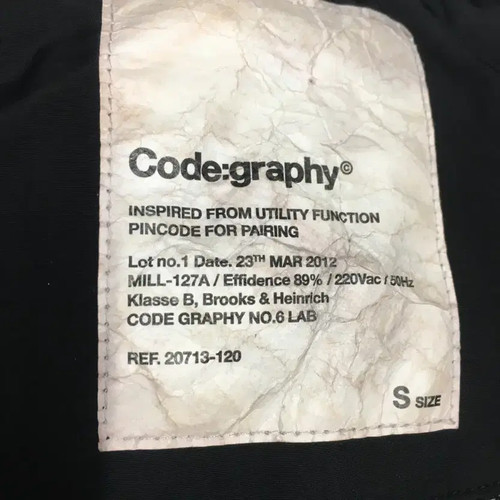 Code:graphy©
INSPIRED FROM UTILITY FUNCTION
PINCODE FOR PAIRING
Lot no.1 Date. 23TH MAR 2012
MILL-127A / Effidence 89% / 220Vac / 50Hz
Klasse B, Brooks & Heinrich
CODE GRAPHY NO.6 LAB
REF. 20713-120
S SIZE